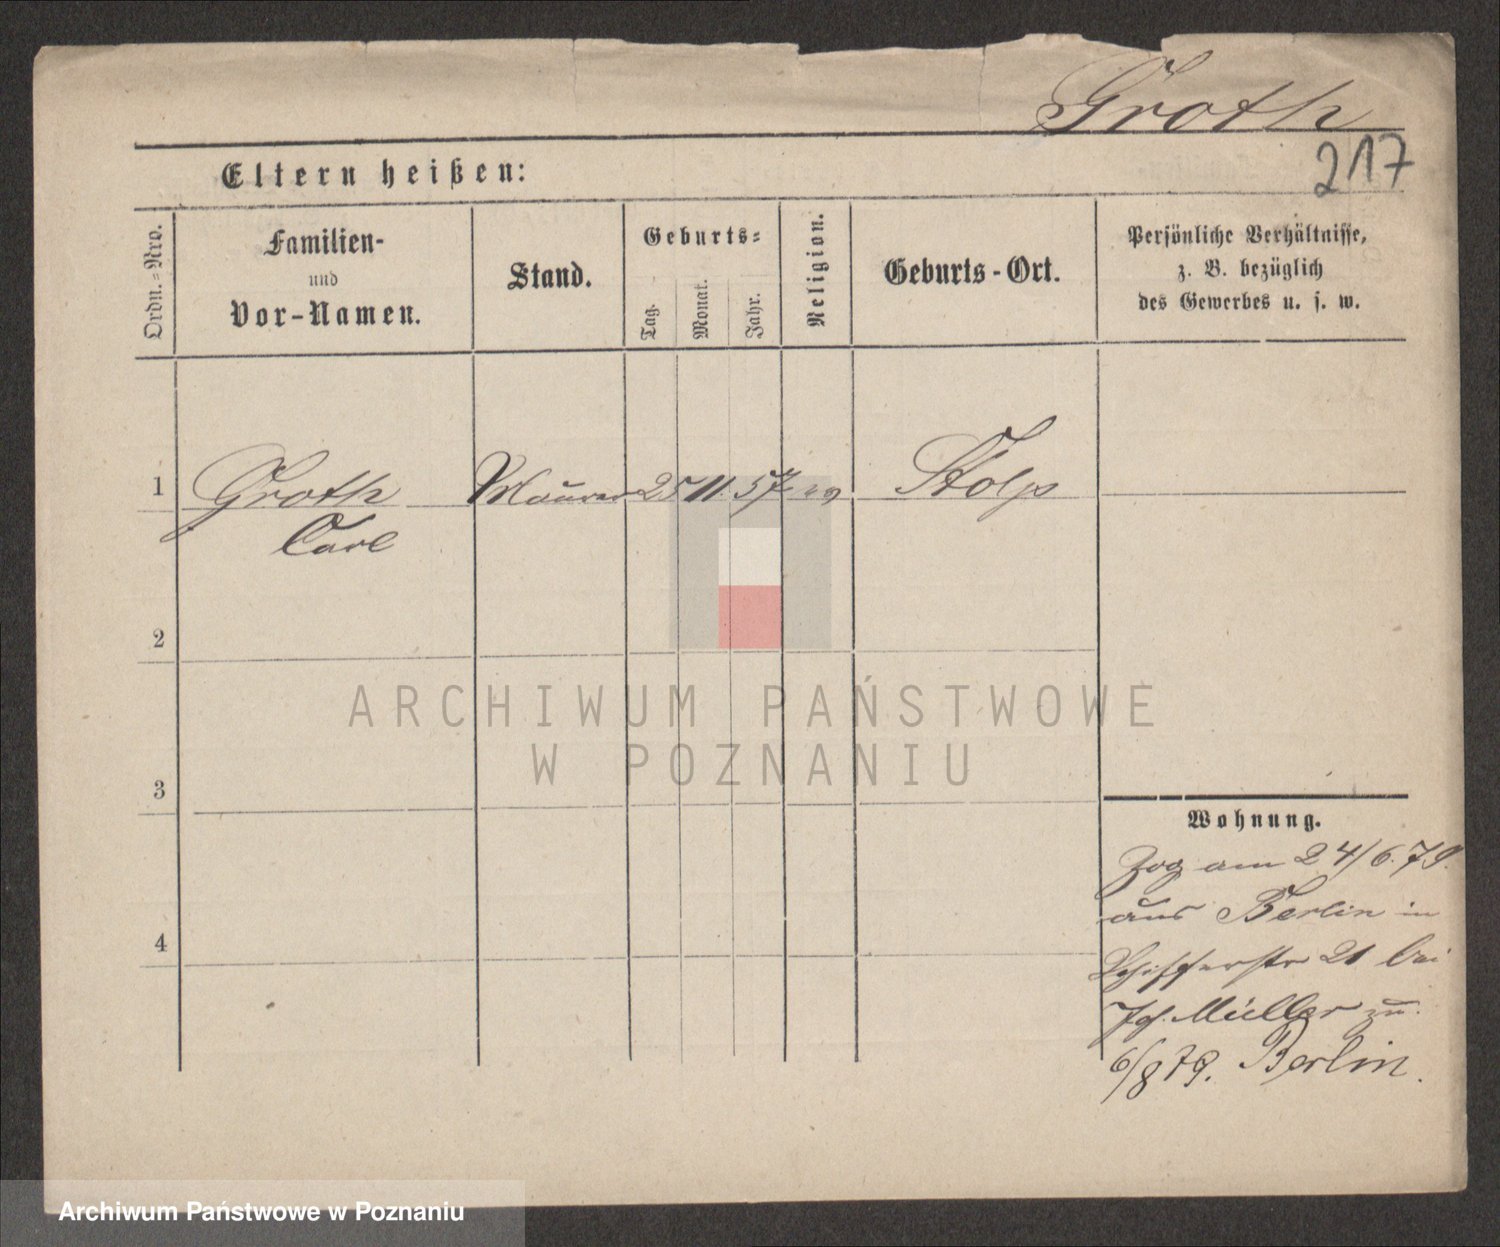 Groth
217
Eltern heißen:
Ordn.=Nro.
Familien-
und
Vor-Namen.
Stand.
Geburts=
Tag.
Monat.
Jahr.
Religion.
Geburts-Ort.
Persönliche Verhältnisse,
z. B. bezüglich
des Gewerbes u. s. w.
1 Groth Maurer 25 11. 57 ev Stolp
Carl
2
3
4
Wohnung.
Zog am 24/6.79.
aus Berlin in
Schifferstr 21 bei
Müller zu.
6/8 79. Berlin.
ARCHIWUM PAŃSTWOWE
W POZNANIU
Archiwum Państwowe w Poznaniu